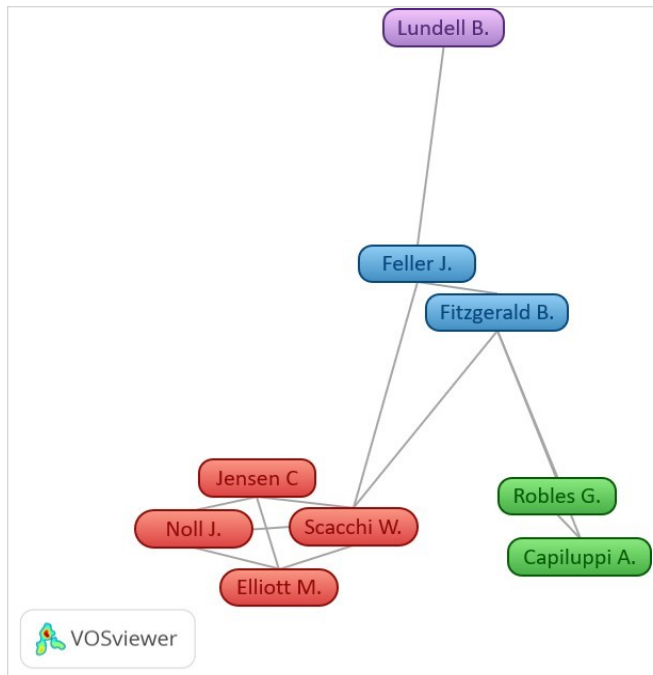 Lundell B.
Feller J.
Fitzgerald B.
Jensen C
Robles G.
Noll J.
Scacchi W.
Capiluppi A.
Elliott M.
VOSviewer